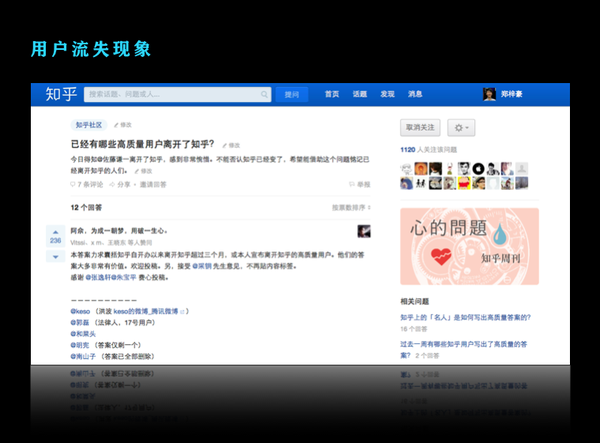 用户流失现象
知乎
搜索话题、问题或人...
提问
首页 话题 发现 消息
郑梓豪
知乎社区 修改
已经有哪些高质量用户离开了知乎? 修改
今日得知@佐藤谦一离开了知乎，感到非常惋惜。不能否认知乎已经变了，希望能借助这个问题铭记已
经离开知乎的人们。 修改
7 条评论 分享 • 邀请回答 举报
12 个回答 按票数排序
236
阿余，为成一朝梦，用破一生心。
Vitasi、x m、王晓东 等人赞同
本答案力求囊括知乎自开办以来离开知乎超过三个月，或本人宣布离开知乎的高质量用户。他们的答
案大多非常有价值。欢迎投稿。另，接受 @采铜 先生意见，不再贴内容标签。
感谢 @张逸轩@朱宝平 费心投稿。
－－－－－－－－－－
@keso （洪波 keso的微博_腾讯微博）
@郭磊 （法律人，17号用户）
@和菜头
@明宪 （答案仅剩一个）
@南山子 （答案已全部删除）
取消关注
1120 人关注该问题
心的問題
知乎周刊
相关问题
知乎上的「名人」是如何写出高质量答案的?
16 个回答
过去一周有哪些知乎用户写出了高质量的答
案? 2 个回答